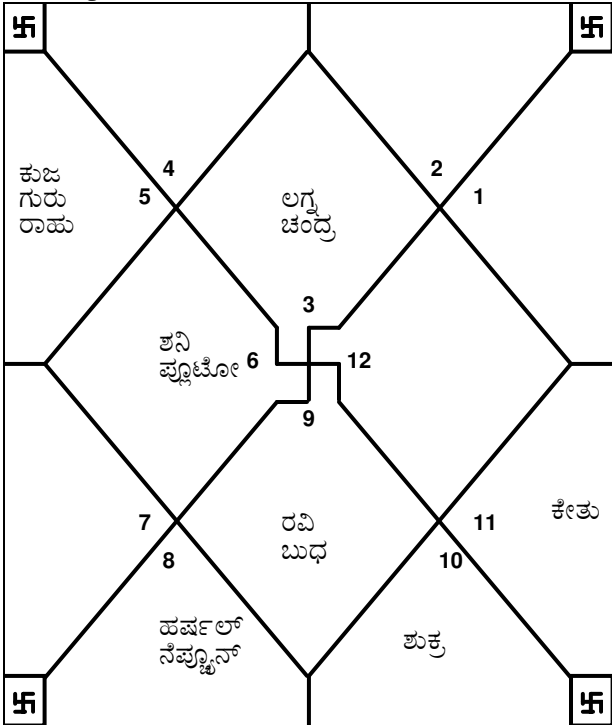 4
2
ಕುಜ
ಗುರು
ರಾಹು
5
ಲಗ್ನ
ಚಂದ್ರ
1
3
ಶನಿ
ಪ್ಲೂಟೋ
6
12
9
7
8
ರವಿ
ಬುಧ
11
10
ಕೇತು
ಹರ್ಷಲ್
ನೆಪ್ಚ್ಯೂನ್
ಶುಕ್ರ